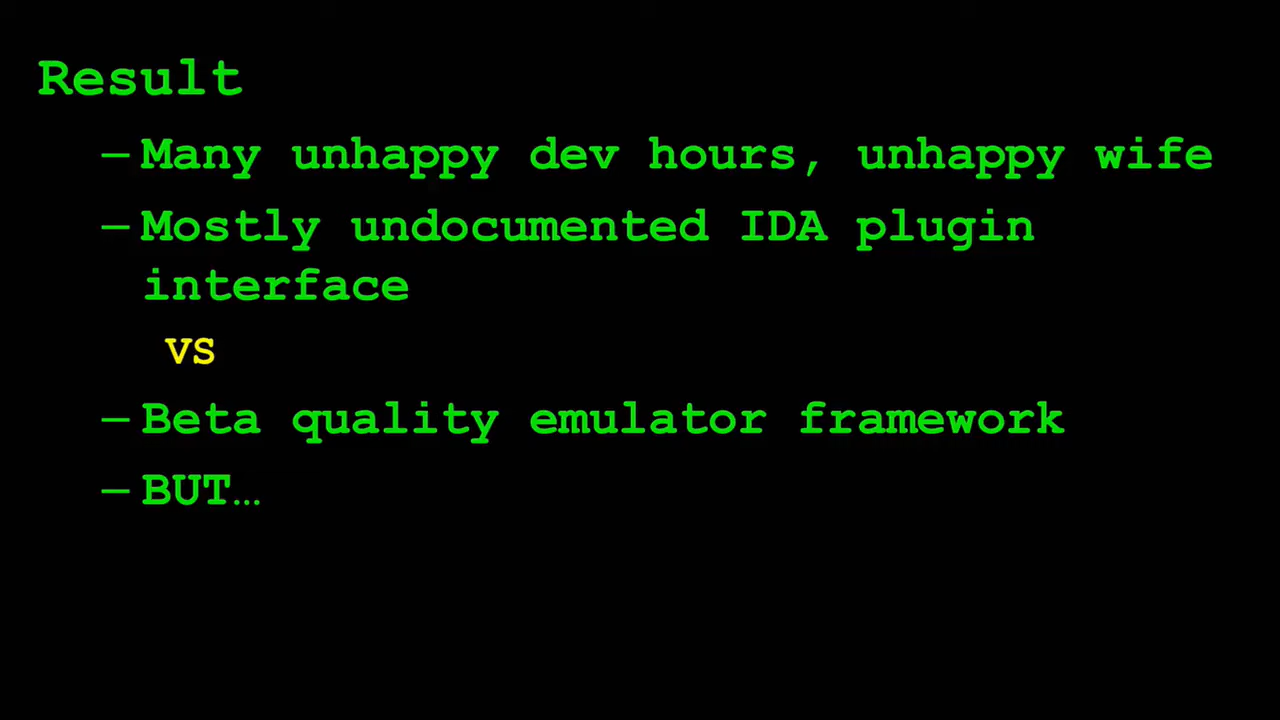 Result
–Many unhappy dev hours, unhappy wife
–Mostly undocumented IDA plugin
interface
VS
–Beta quality emulator framework
–BUT…